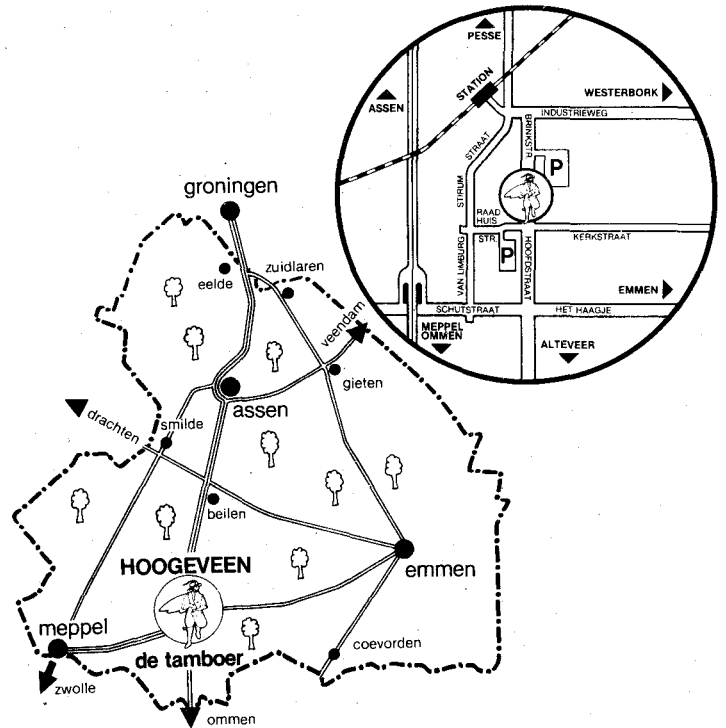 PESSE
STATION
ASSEN
WESTERBORK
INDUSTRIEWEG
BRINKSTR.
STRAAT
P
STIRUM
RAAD
HUIS
STR.
P
KERKSTRAAT
VAN LIMBURG
HOOFDSTRAAT
EMMEN
SCHUTSTRAAT
HET HAAGJE
MEPPEL
OMMEN
ALTEVEER
groningen
eelde
zuidlaren
veendam
gieten
assen
drachten
smilde
beilen
HOOGEVEEN
emmen
meppel
de tamboer
coevorden
zwolle
ommen